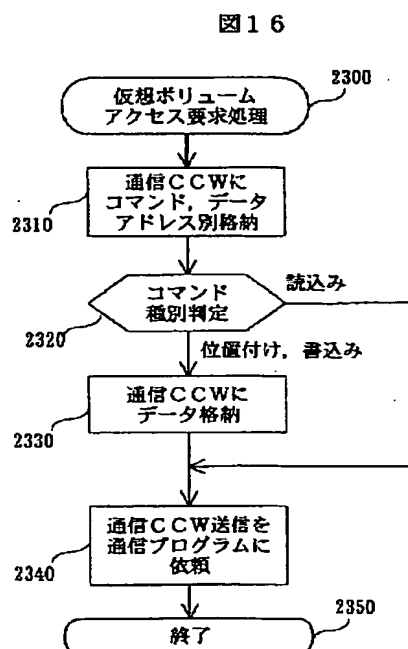 図16
仮想ボリューム
アクセス要求処理
2300
通信CCWに
コマンド,データ
アドレス別格納
2310
コマンド
種別判定
読込み
2320
位置付け,書込み
通信CCWに
データ格納
2330
通信CCW送信を
通信プログラムに
依頼
2340
終了
2350